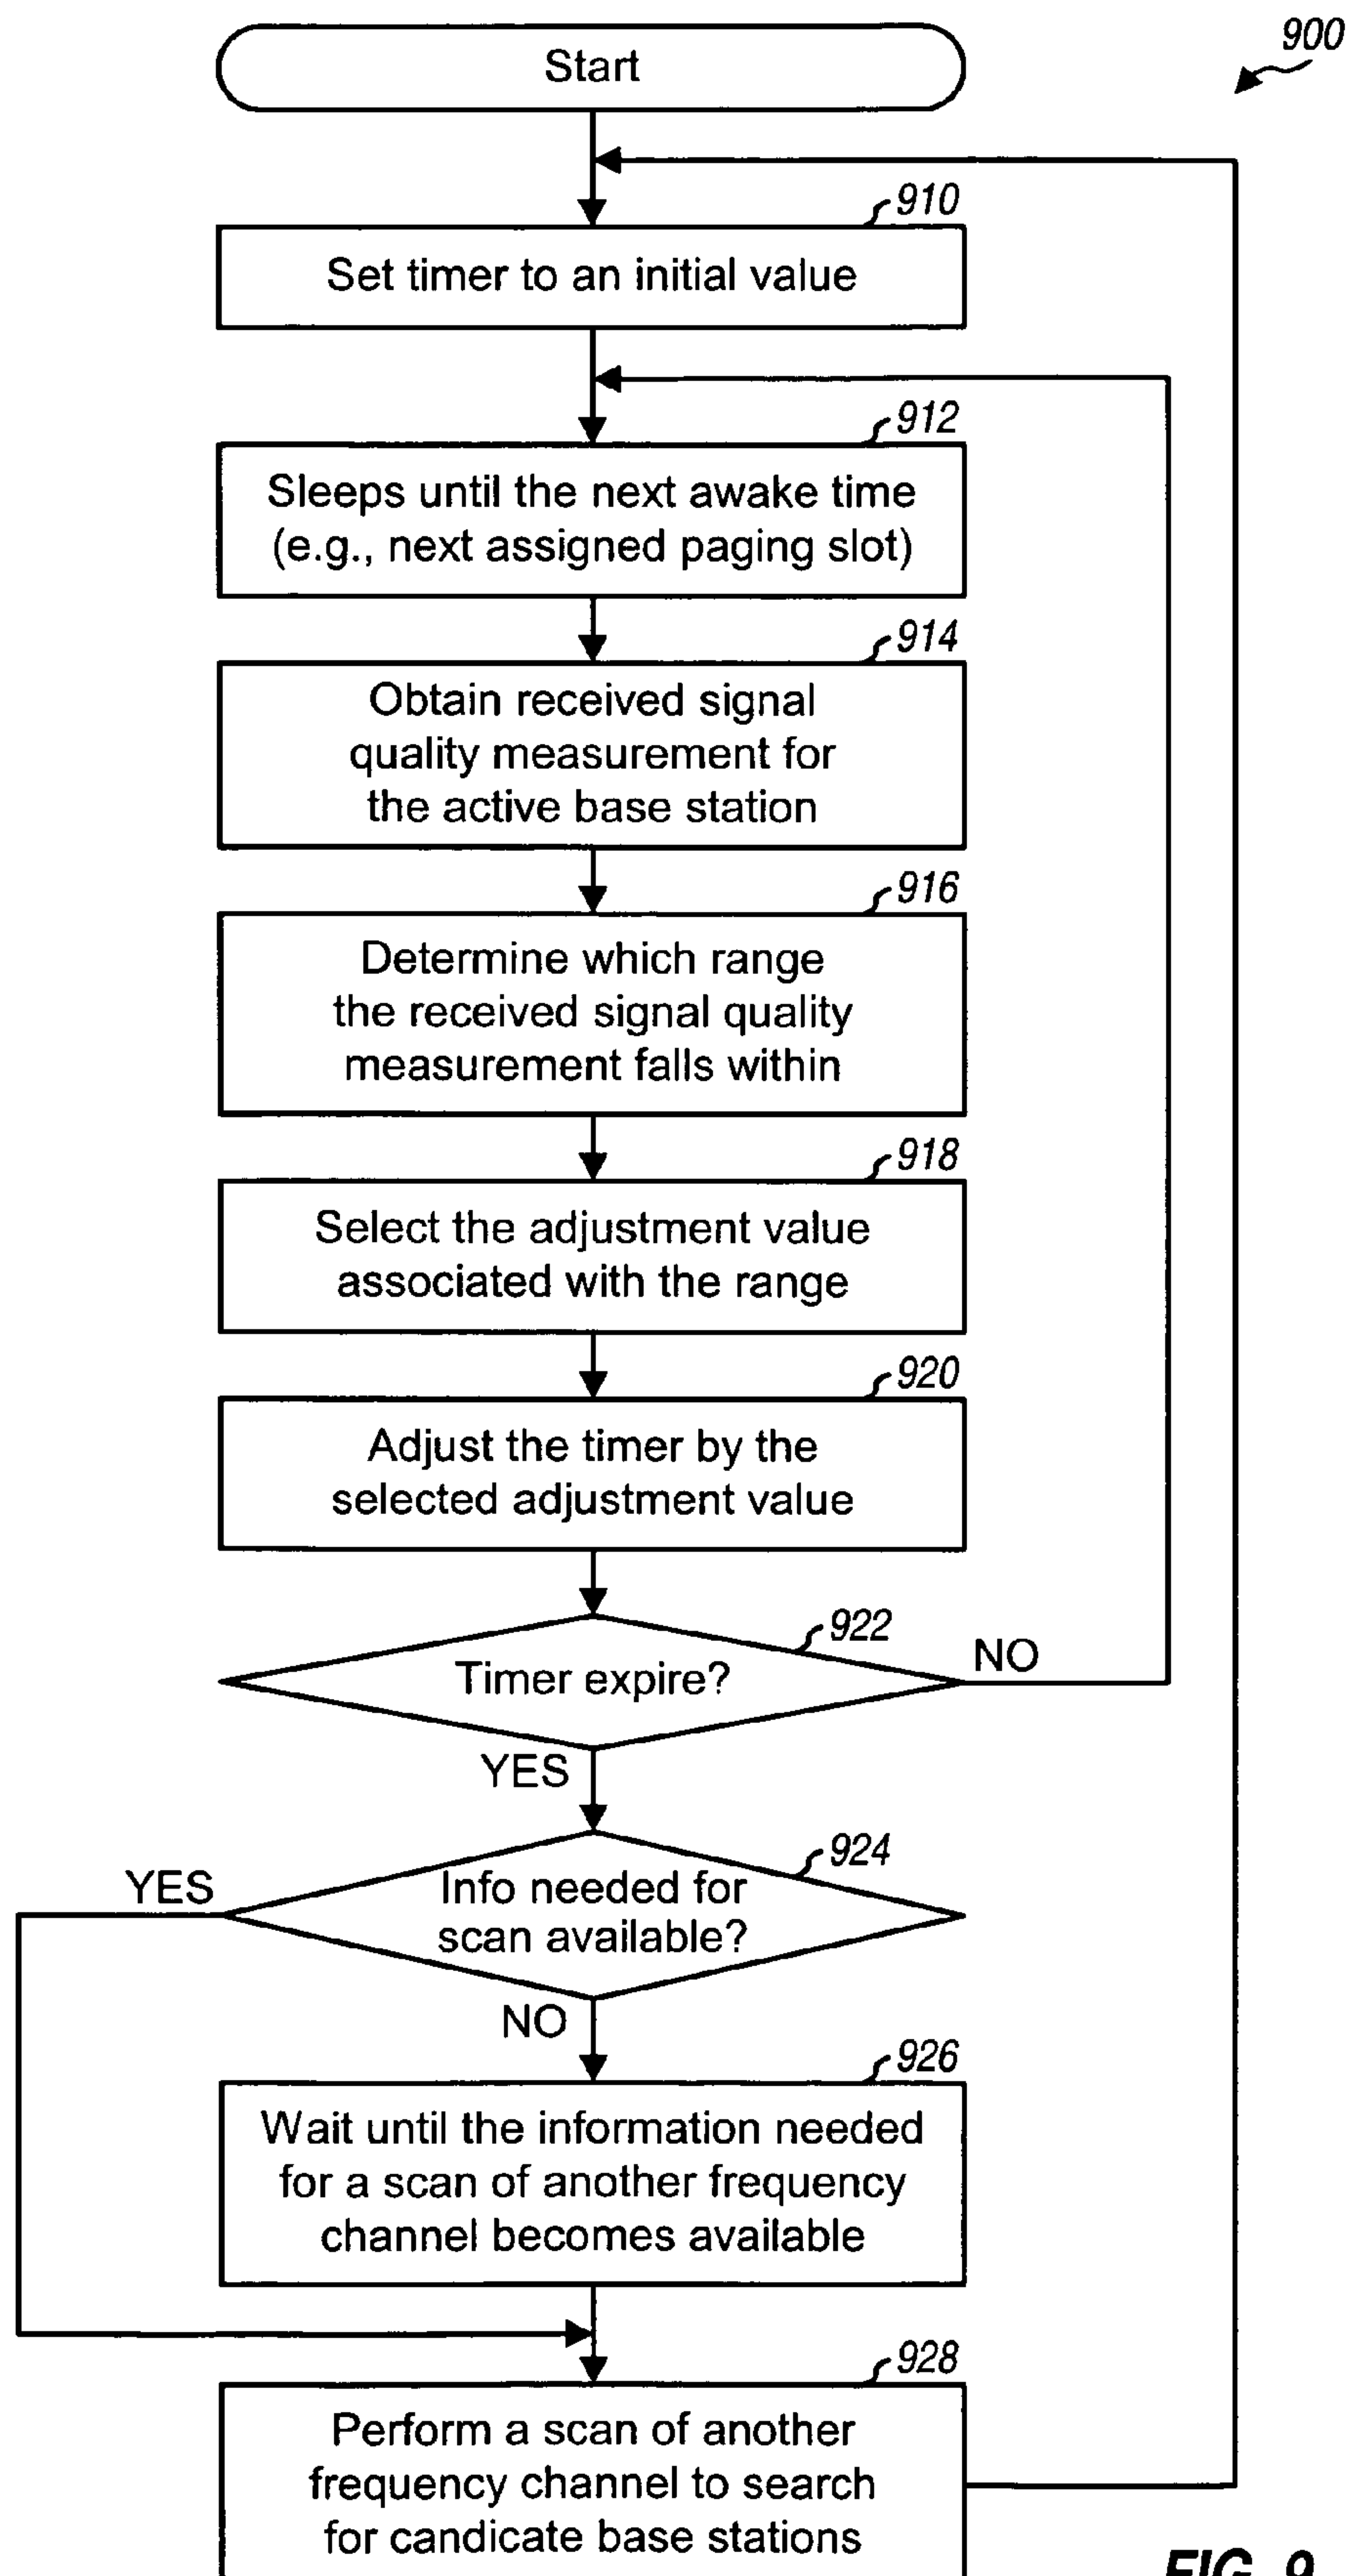 Start
900
910
Set timer to an initial value
912
Sleeps until the next awake time
(e.g., next assigned paging slot)
914
Obtain received signal
quality measurement for
the active base station
916
Determine which range
the received signal quality
measurement falls within
918
Select the adjustment value
associated with the range
920
Adjust the timer by the
selected adjustment value
922
Timer expire?
NO
YES
924
YES
Info needed for
scan available?
NO
926
Wait until the information needed
for a scan of another frequency
channel becomes available
928
Perform a scan of another
frequency channel to search
for candicate base stations
FIG. 9